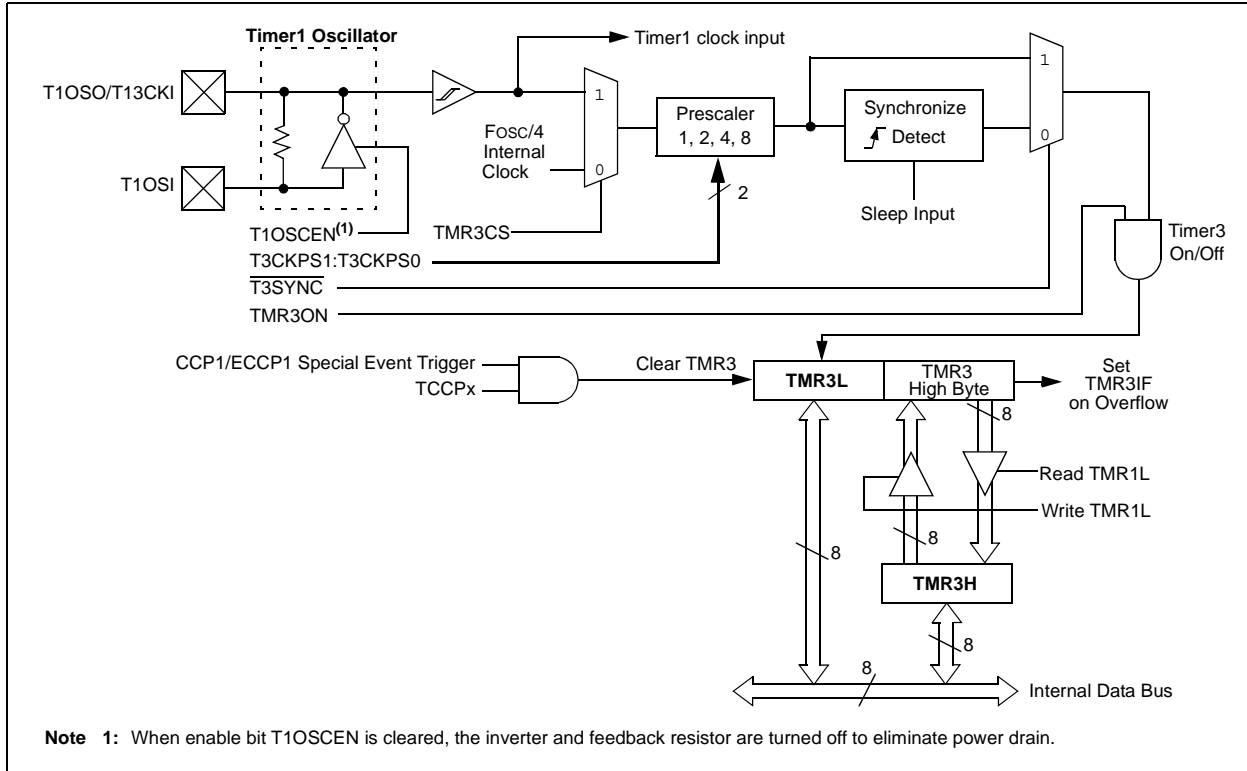 Timer1 Oscillator
Timer1 clock input
T1OSO/T13CKI
T1OSI
1
0
FOSC/4
Internal
Clock
Prescaler
1, 2, 4, 8
2
Synchronize
Detect
Sleep Input
1
0
T1OSCEN(1)
TMR3CS
T3CKPS1:T3CKPS0
T3SYNC
TMR3ON
Timer3
On/Off
CCP1/ECCP1 Special Event Trigger
TCCPx
Clear TMR3
TMR3L
TMR3
High Byte
Set
TMR3IF
on Overflow
8
Read TMR1L
Write TMR1L
8
8
TMR3H
8
8
Internal Data Bus
Note 1: When enable bit T1OSCEN is cleared, the inverter and feedback resistor are turned off to eliminate power drain.